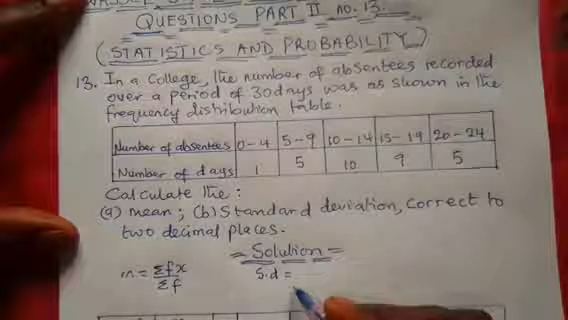 QUESTIONS PART II NO. 13.
(STATISTICS AND PROBABILITY)
13. In a College, the number of absentees recorded
over a period of 30 days was as shown in the
frequency distribution table.
Number of absentees 0-4 5-9 10-14 15-19 20-24
Number of days 1 5 10 9 5
Calculate the:
(a) mean; (b) Standard deviation, correct to
two decimal places.
= Solution =
m = Σfx / Σf S.d =